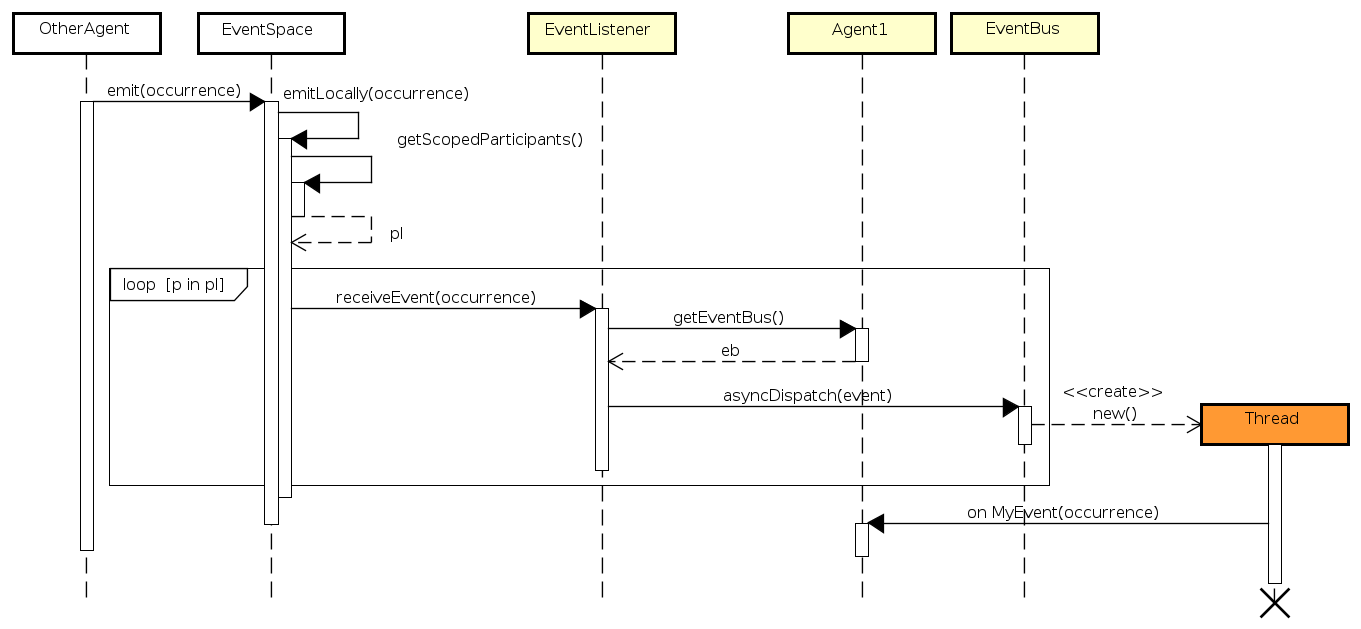 OtherAgent
EventSpace
EventListener
Agent1
EventBus
emit(occurrence)
emitLocally(occurrence)
getScopedParticipants()
pl
loop [p in pl]
receiveEvent(occurrence)
getEventBus()
eb
asyncDispatch(event)
<<create>>
new()
Thread
on MyEvent(occurrence)